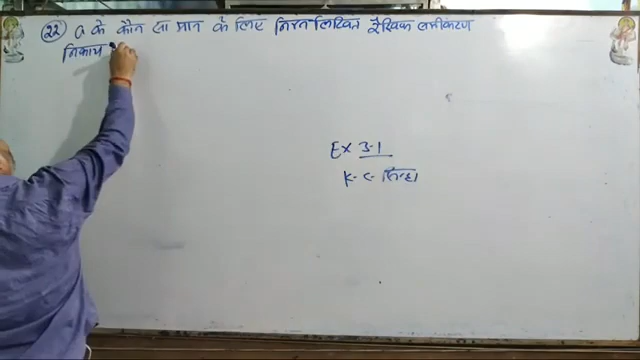 (22) a के कौन सा मान के लिए निम्नलिखित रैखिक समीकरण
निकाय
Ex 3.1
K. C. सिन्हा